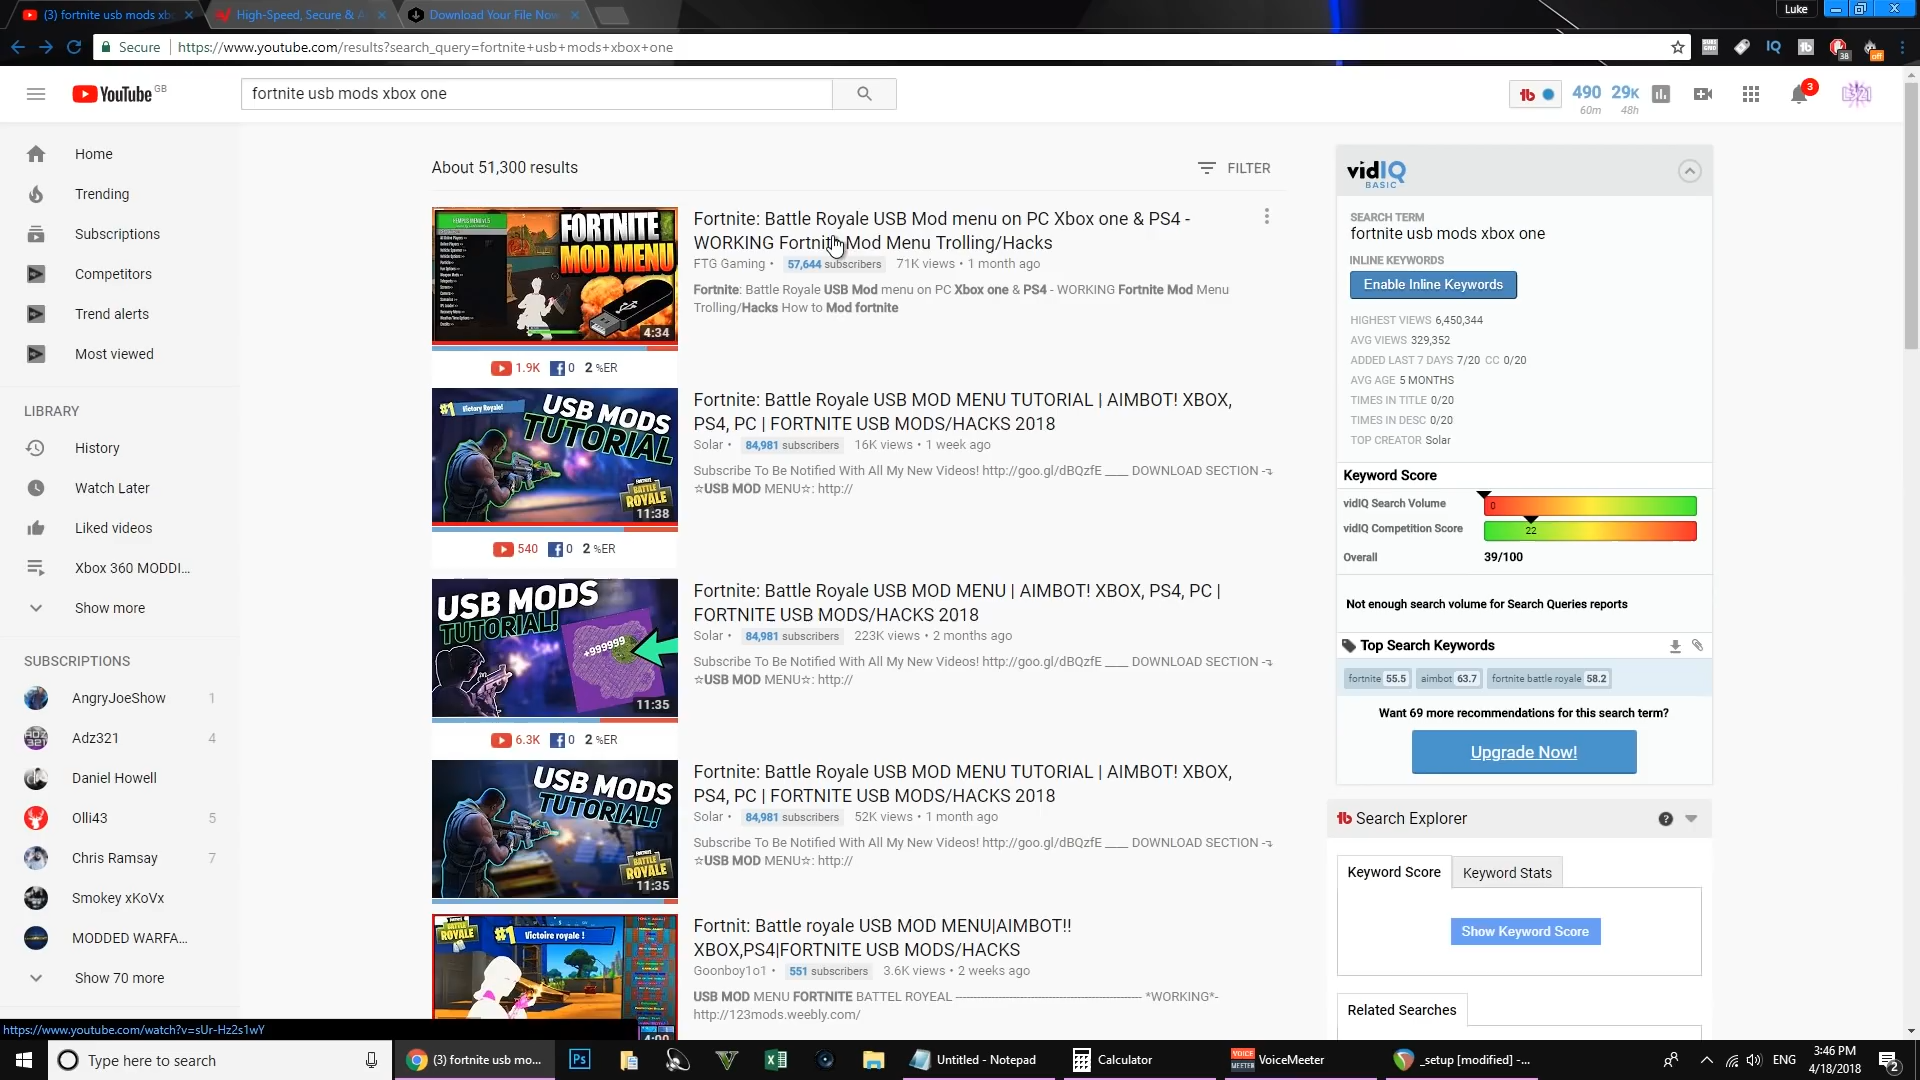 (3) fortnite usb mods xbo
High-Speed, Secure & A
Download Your File Now
Luke
Secure
https://www.youtube.com/results?search_query=fortnite+usb+mods+xbox+one
YouTube GB
fortnite usb mods xbox one
490
60m
29K
48h
3
Home
Trending
Subscriptions
Competitors
Trend alerts
Most viewed
LIBRARY
History
Watch Later
Liked videos
Xbox 360 MODDI...
Show more
SUBSCRIPTIONS
AngryJoeShow 1
Adz321 4
Daniel Howell
Olli43 5
Chris Ramsay 7
Smokey xKoVx
MODDED WARFA...
Show 70 more
About 51,300 results
FILTER
FORTNITE
MOD MENU
4:34
1.9K 0 2 %ER
Fortnite: Battle Royale USB Mod menu on PC Xbox one & PS4 -
WORKING Fortnite Mod Menu Trolling/Hacks
FTG Gaming • 57,644 subscribers 71K views • 1 month ago
Fortnite: Battle Royale USB Mod menu on PC Xbox one & PS4 - WORKING Fortnite Mod Menu
Trolling/Hacks How to Mod fortnite
#1 Victory Royale!
USB MODS
TUTORIAL
BATTLE
ROYALE
11:38
540 0 2 %ER
Fortnite: Battle Royale USB MOD MENU TUTORIAL | AIMBOT! XBOX,
PS4, PC | FORTNITE USB MODS/HACKS 2018
Solar • 84,981 subscribers 16K views • 1 week ago
Subscribe To Be Notified With All My New Videos! http://goo.gl/dBQzfE ____ DOWNLOAD SECTION -↴
☆USB MOD MENU☆: http://
USB MODS
TUTORIAL!
+999999
11:35
6.3K 0 2 %ER
Fortnite: Battle Royale USB MOD MENU | AIMBOT! XBOX, PS4, PC |
FORTNITE USB MODS/HACKS 2018
Solar • 84,981 subscribers 223K views • 2 months ago
Subscribe To Be Notified With All My New Videos! http://goo.gl/dBQzfE ____ DOWNLOAD SECTION -↴
☆USB MOD MENU☆: http://
USB MODS
TUTORIAL!
BATTLE
ROYALE
11:35
Fortnite: Battle Royale USB MOD MENU TUTORIAL | AIMBOT! XBOX,
PS4, PC | FORTNITE USB MODS/HACKS 2018
Solar • 84,981 subscribers 52K views • 1 month ago
Subscribe To Be Notified With All My New Videos! http://goo.gl/dBQzfE ____ DOWNLOAD SECTION -↴
☆USB MOD MENU☆: http://
BATTLE
ROYALE
#1 Victoire royale !
4:00
Fortnit: Battle royale USB MOD MENU|AIMBOT!!
XBOX,PS4|FORTNITE USB MODS/HACKS
Goonboy1o1 • 551 subscribers 3.6K views • 2 weeks ago
USB MOD MENU FORTNITE BATTEL ROYEAL ---------------------------------------- *WORKING*-
http://123mods.weebly.com/
vidIQ
BASIC
SEARCH TERM
fortnite usb mods xbox one
INLINE KEYWORDS
Enable Inline Keywords
HIGHEST VIEWS 6,450,344
AVG VIEWS 329,352
ADDED LAST 7 DAYS 7/20 CC 0/20
AVG AGE 5 MONTHS
TIMES IN TITLE 0/20
TIMES IN DESC 0/20
TOP CREATOR Solar
Keyword Score
vidIQ Search Volume 0
vidIQ Competition Score 22
Overall 39/100
Not enough search volume for Search Queries reports
Top Search Keywords
fortnite 55.5 aimbot 63.7 fortnite battle royale 58.2
Want 69 more recommendations for this search term?
Upgrade Now!
Search Explorer
Keyword Score
Keyword Stats
Show Keyword Score
Related Searches
https://www.youtube.com/watch?v=sUr-Hz2s1wY
Type here to search
(3) fortnite usb mo...
Ps
Untitled - Notepad
Calculator
VOICE MEETER
VoiceMeeter
_setup [modified] -...
ENG
3:46 PM
4/18/2018
2